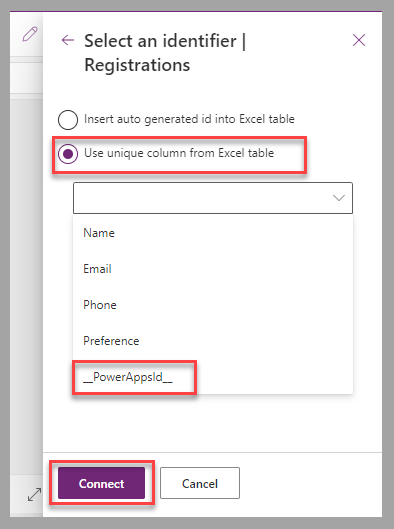 Select an identifier |
Registrations
Insert auto generated id into Excel table
Use unique column from Excel table
Name
Email
Phone
Preference
__PowerAppsId__
Connect
Cancel